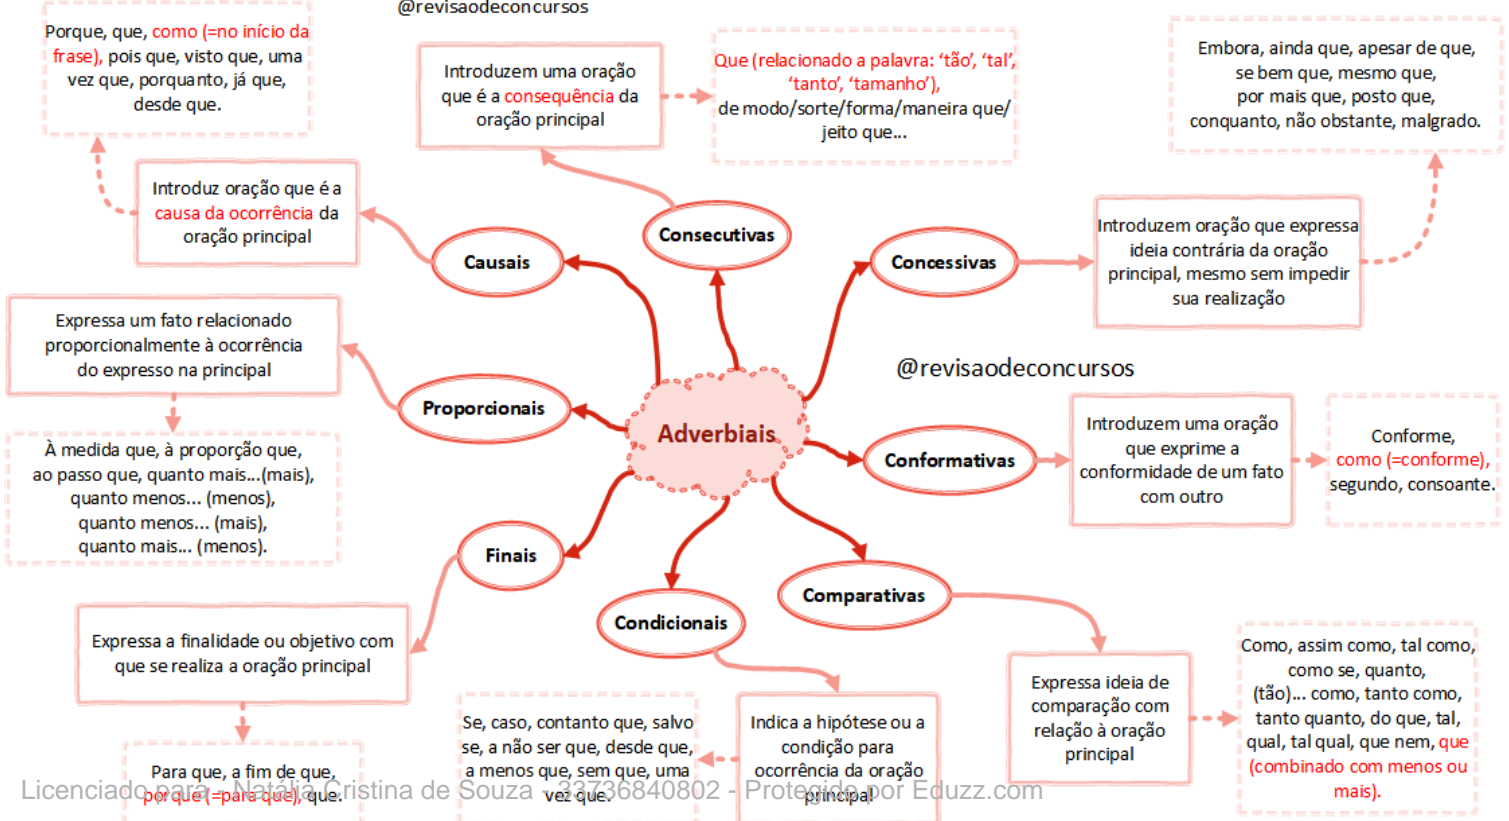 @revisaodeconcursos
Porque, que, como (=no início da
frase), pois que, visto que, uma
vez que, porquanto, já que,
desde que.
Introduz oração que é a
causa da ocorrência da
oração principal
Causais
Introduzem uma oração
que é a consequência da
oração principal
Que (relacionado a palavra: ‘tão’, ‘tal’,
‘tanto’, ‘tamanho’),
de modo/sorte/forma/maneira que/
jeito que...
Consecutivas
Embora, ainda que, apesar de que,
se bem que, mesmo que,
por mais que, posto que,
conquanto, não obstante, malgrado.
Introduzem oração que expressa
ideia contrária da oração
principal, mesmo sem impedir
sua realização
Concessivas
Expressa um fato relacionado
proporcionalmente à ocorrência
do expresso na principal
Proporcionais
À medida que, à proporção que,
ao passo que, quanto mais...(mais),
quanto menos... (menos),
quanto menos... (mais),
quanto mais... (menos).
Adverbiais
@revisaodeconcursos
Conformativas
Introduzem uma oração
que exprime a
conformidade de um fato
com outro
Conforme,
como (=conforme),
segundo, consoante.
Finais
Expressa a finalidade ou objetivo com
que se realiza a oração principal
Para que, a fim de que,
porque (=para que), que.
Condicionais
Indica a hipótese ou a
condição para
ocorrência da oração
principal
Se, caso, contanto que, salvo
se, a não ser que, desde que,
a menos que, sem que, uma
vez que.
Comparativas
Expressa ideia de
comparação com
relação à oração
principal
Como, assim como, tal como,
como se, quanto,
(tão)... como, tanto como,
tanto quanto, do que, tal,
qual, tal qual, que nem, que
(combinado com menos ou
mais).
Licenciado para - Natália Cristina de Souza - 33736840802 - Protegido por Eduzz.com